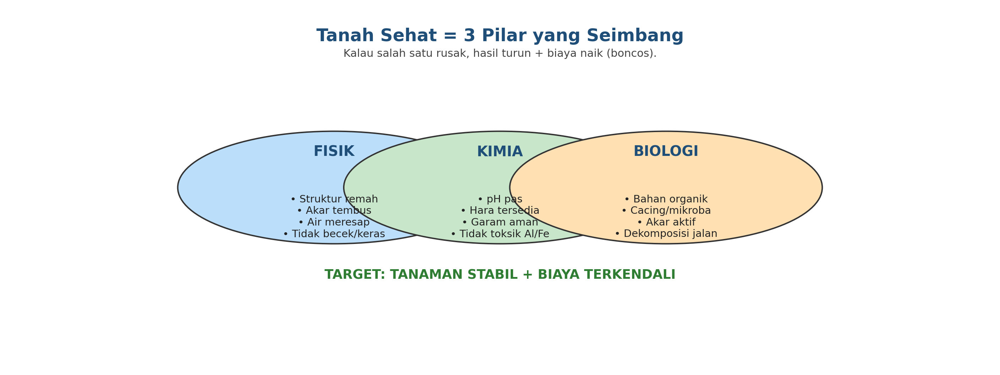 Tanah Sehat = 3 Pilar yang Seimbang
Kalau salah satu rusak, hasil turun + biaya naik (boncos).
FISIK
• Struktur remah
• Akar tembus
• Air meresap
• Tidak becek/keras
KIMIA
• pH pas
• Hara tersedia
• Garam aman
• Tidak toksik Al/Fe
BIOLOGI
• Bahan organik
• Cacing/mikroba
• Akar aktif
• Dekomposisi jalan
TARGET: TANAMAN STABIL + BIAYA TERKENDALI